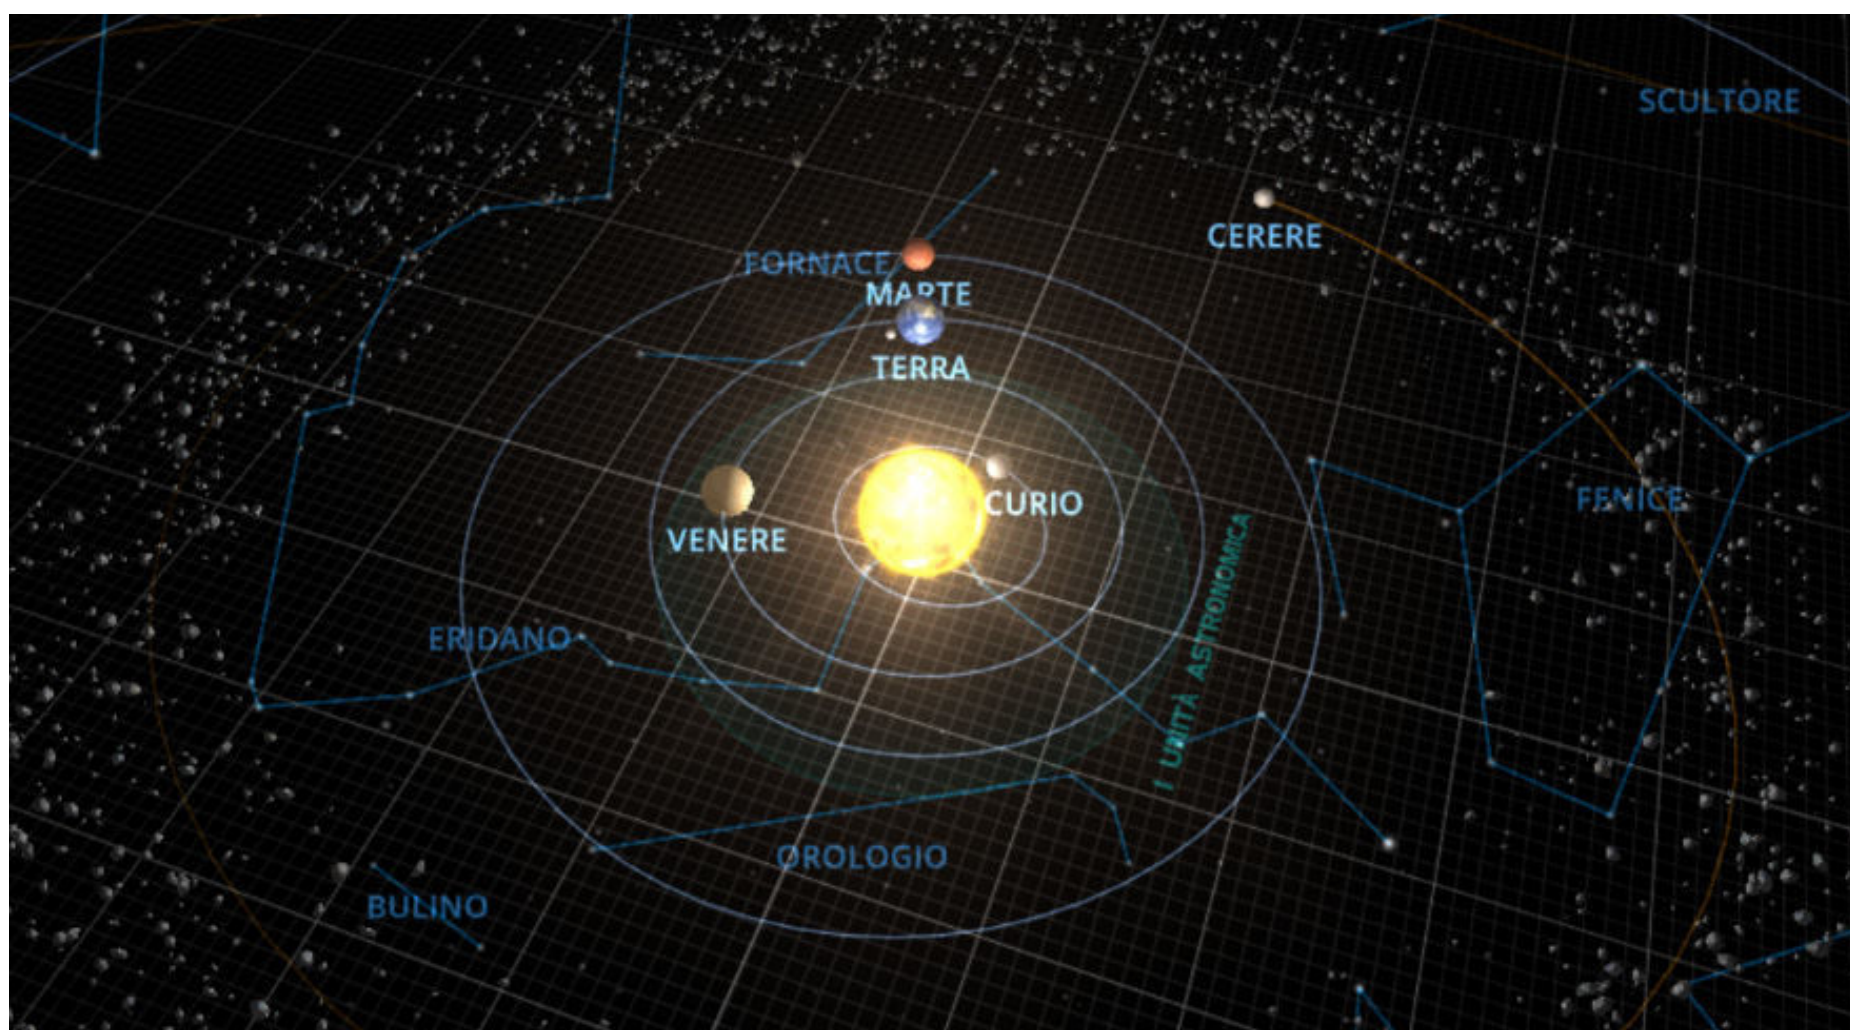 SCULTORE
CERERE
FORNACE
MARTE
TERRA
CURIO
FENICE
VENERE
1 UNITÀ ASTRONOMICA
ERIDANO
OROLOGIO
BULINO